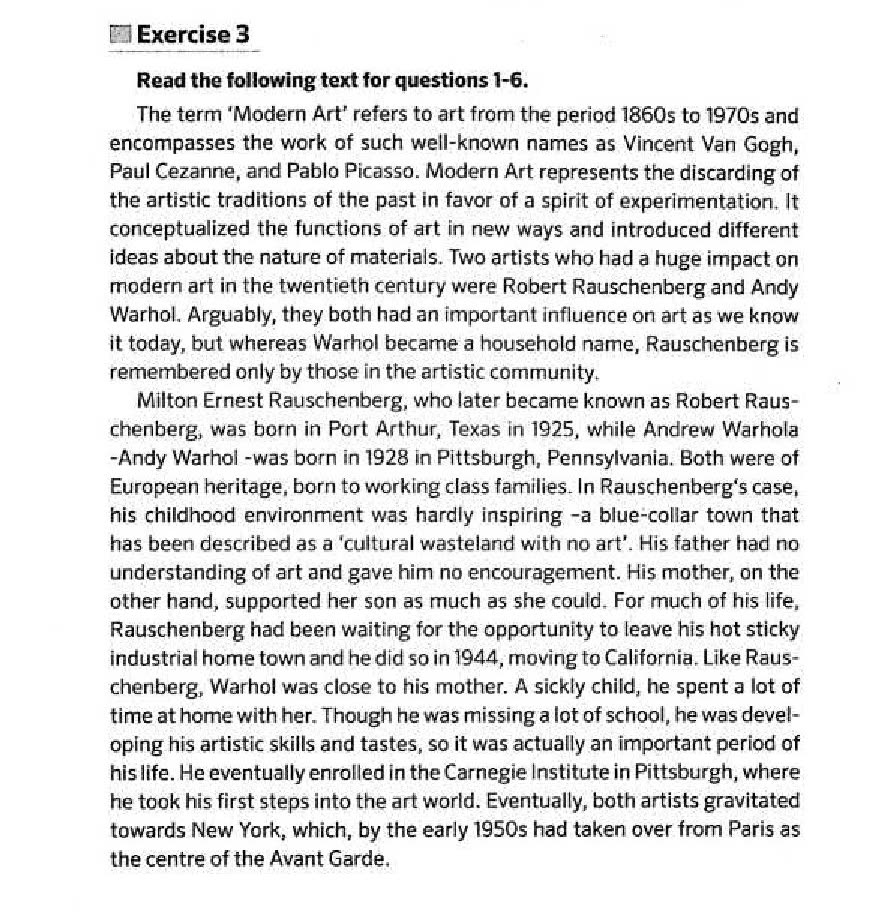 Exercise 3
Read the following text for questions 1-6.
The term 'Modern Art' refers to art from the period 1860s to 1970s and
encompasses the work of such well-known names as Vincent Van Gogh,
Paul Cezanne, and Pablo Picasso. Modern Art represents the discarding of
the artistic traditions of the past in favor of a spirit of experimentation. It
conceptualized the functions of art in new ways and introduced different
ideas about the nature of materials. Two artists who had a huge impact on
modern art in the twentieth century were Robert Rauschenberg and Andy
Warhol. Arguably, they both had an important influence on art as we know
it today, but whereas Warhol became a household name, Rauschenberg is
remembered only by those in the artistic community.
Milton Ernest Rauschenberg, who later became known as Robert Raus-
chenberg, was born in Port Arthur, Texas in 1925, while Andrew Warhola
-Andy Warhol -was born in 1928 in Pittsburgh, Pennsylvania. Both were of
European heritage, born to working class families. In Rauschenberg's case,
his childhood environment was hardly inspiring -a blue-collar town that
has been described as a 'cultural wasteland with no art'. His father had no
understanding of art and gave him no encouragement. His mother, on the
other hand, supported her son as much as she could. For much of his life,
Rauschenberg had been waiting for the opportunity to leave his hot sticky
industrial home town and he did so in 1944, moving to California. Like Raus-
chenberg, Warhol was close to his mother. A sickly child, he spent a lot of
time at home with her. Though he was missing a lot of school, he was devel-
oping his artistic skills and tastes, so it was actually an important period of
his life. He eventually enrolled in the Carnegie Institute in Pittsburgh, where
he took his first steps into the art world. Eventually, both artists gravitated
towards New York, which, by the early 1950s had taken over from Paris as
the centre of the Avant Garde.